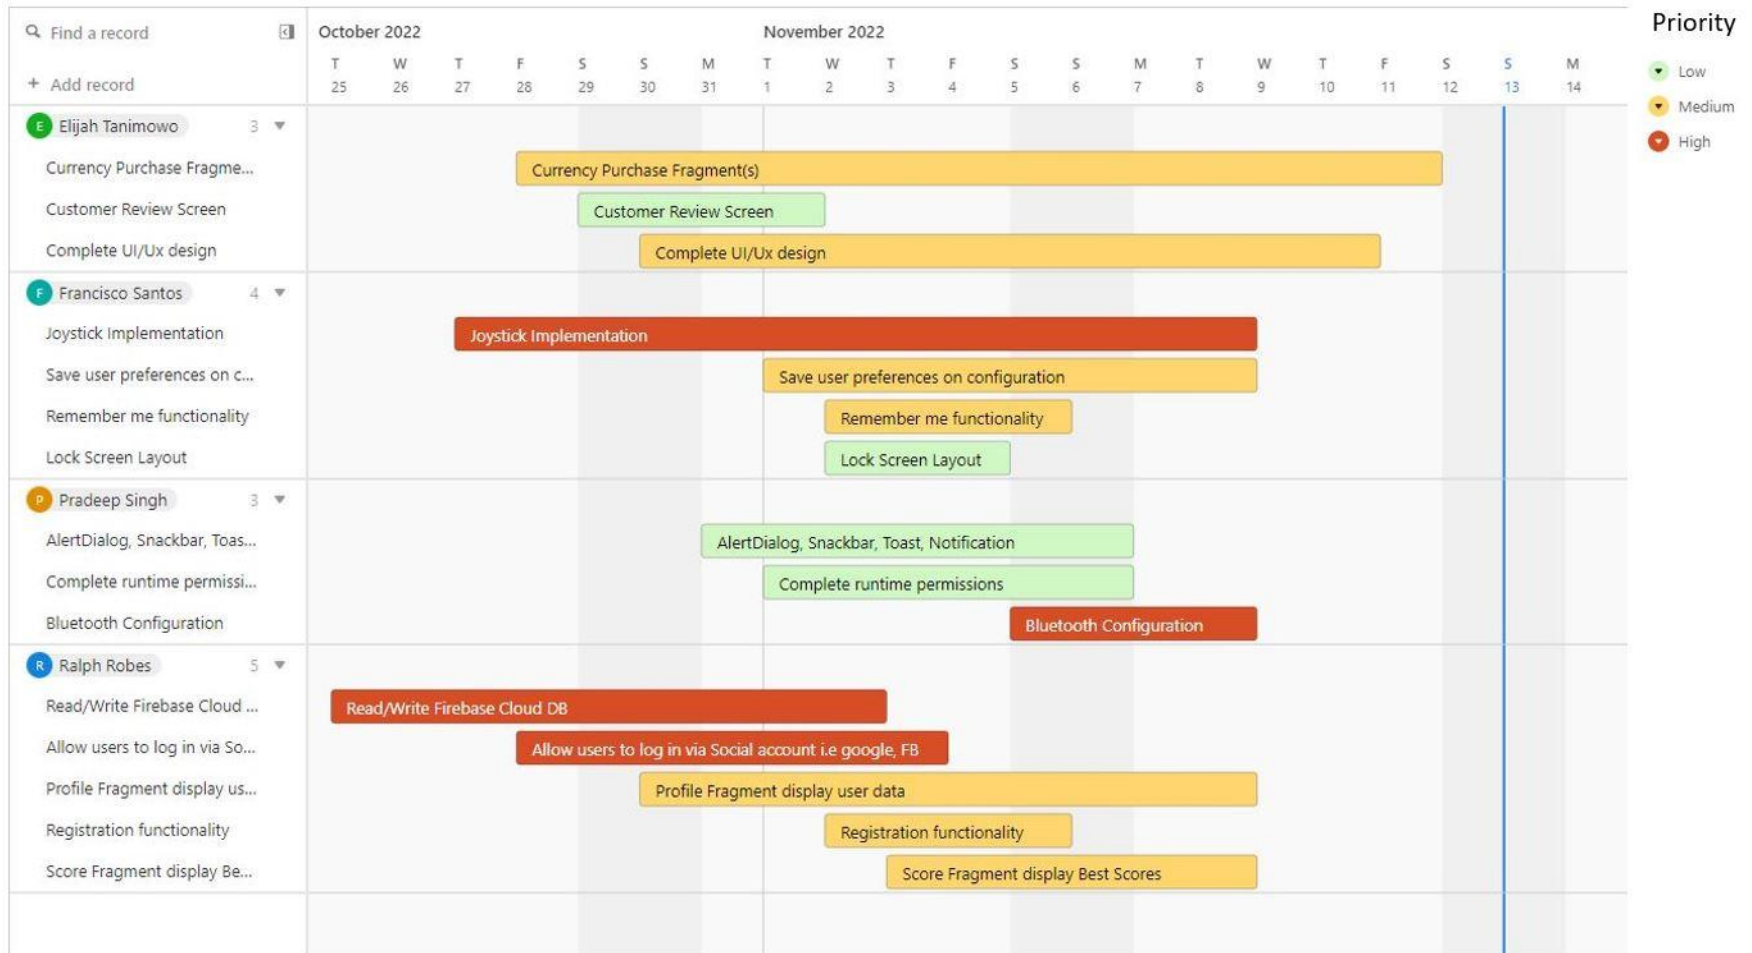 Find a record
October 2022
November 2022
Priority
T W T F S S M T W T F S S M T W T F S S M
25 26 27 28 29 30 31 1 2 3 4 5 6 7 8 9 10 11 12 13 14
+ Add record
Low
Medium
High
E Elijah Tanimowo 3
Currency Purchase Fragme... Currency Purchase Fragment(s)
Customer Review Screen Customer Review Screen
Complete UI/Ux design Complete UI/Ux design
F Francisco Santos 4
Joystick Implementation Joystick Implementation
Save user preferences on c... Save user preferences on configuration
Remember me functionality Remember me functionality
Lock Screen Layout Lock Screen Layout
P Pradeep Singh 3
AlertDialog, Snackbar, Toas... AlertDialog, Snackbar, Toast, Notification
Complete runtime permissi... Complete runtime permissions
Bluetooth Configuration Bluetooth Configuration
R Ralph Robes 5
Read/Write Firebase Cloud ... Read/Write Firebase Cloud DB
Allow users to log in via So... Allow users to log in via Social account i.e google, FB
Profile Fragment display us... Profile Fragment display user data
Registration functionality Registration functionality
Score Fragment display Be... Score Fragment display Best Scores